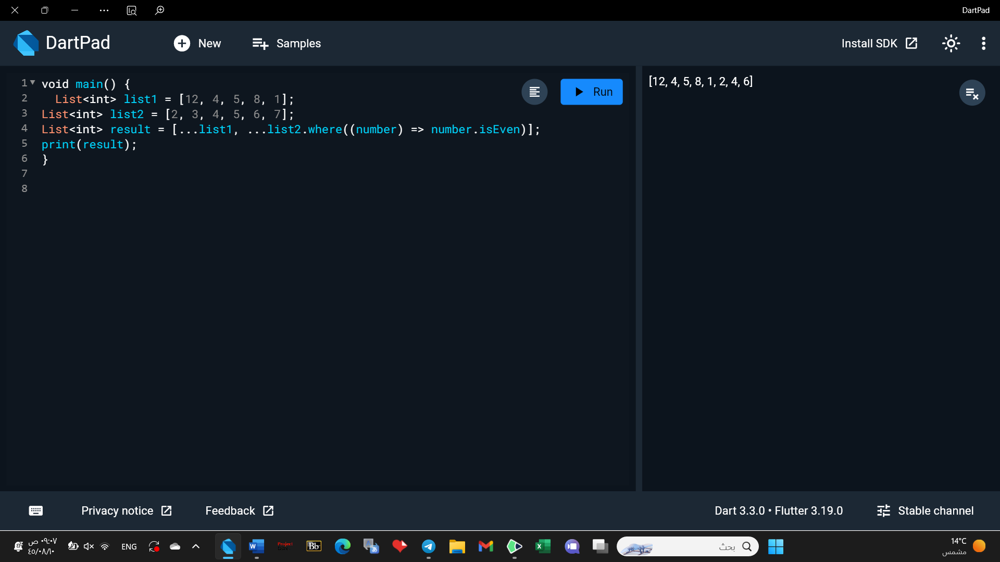 DartPad
DartPad
New
Samples
Install SDK
1 void main() {
2   List<int> list1 = [12, 4, 5, 8, 1];
3 List<int> list2 = [2, 3, 4, 5, 6, 7];
4 List<int> result = [...list1, ...list2.where((number) => number.isEven)];
5 print(result);
6 }
7
8
Run
[12, 4, 5, 8, 1, 2, 4, 6]
Privacy notice
Feedback
Dart 3.3.0 • Flutter 3.19.0
Stable channel
٠٩:٠٧ ص
٤٥/٠٨/١٠
ENG
W
Project
Bb
X
بحث
14°C
مشمس